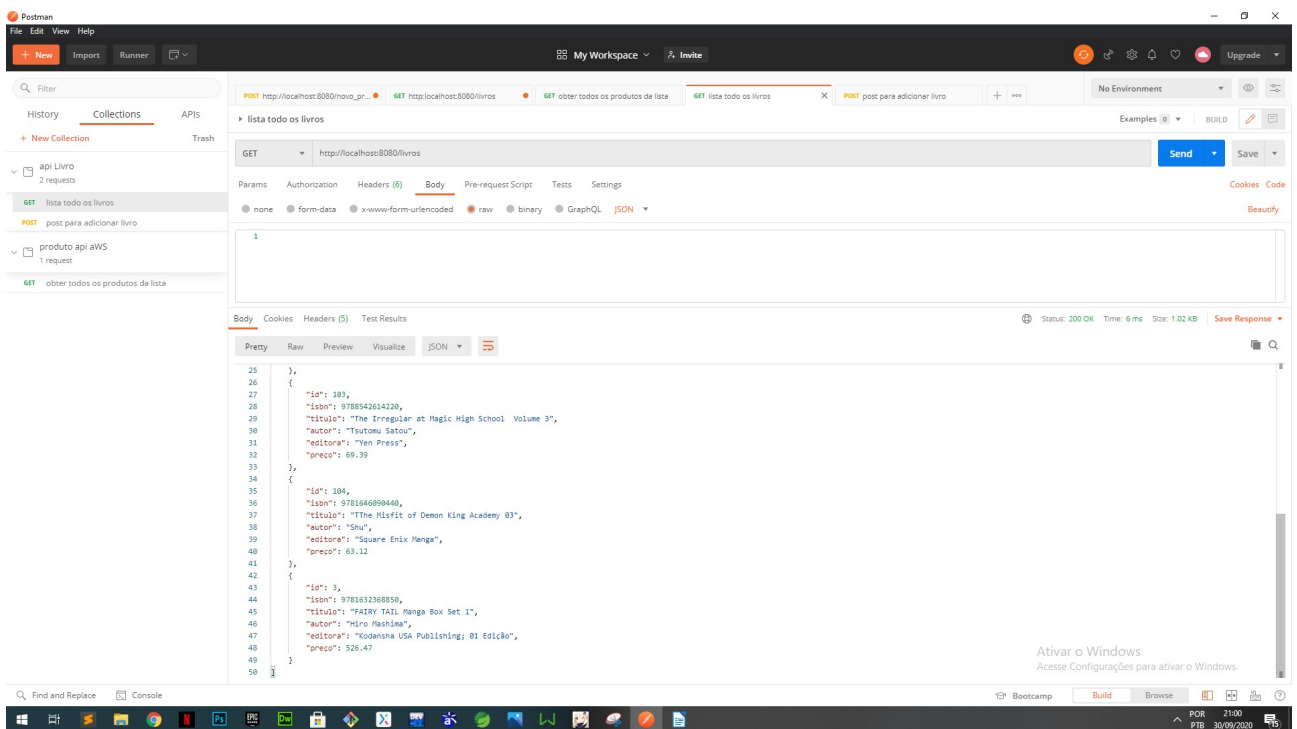 Postman
File Edit View Help
+ New Import Runner My Workspace Invite Upgrade
Filter
History Collections APIs
+ New Collection Trash
api Livro
2 requests
GET lista todo os livros
POST post para adicionar livro
produto api aWS
1 request
GET obter todos os produtos da lista
POST http://localhost:8080/novo_pr... GET http:localhost:8080/livros GET obter todos os produtos da lista GET lista todo os livros X POST post para adicionar livro + ooo
No Environment
lista todo os livros
Examples 0 BUILD
GET http://localhost:8080/livros Send Save
Params Authorization Headers (6) Body Pre-request Script Tests Settings Cookies Code
none form-data x-www-form-urlencoded raw binary GraphQL JSON Beautify
1
Body Cookies Headers (5) Test Results Status: 200 OK Time: 6 ms Size: 1.02 KB Save Response
Pretty Raw Preview Visualize JSON
25 },
26 {
27 "id": 103,
28 "isbn": 9788542614220,
29 "titulo": "The Irregular at Magic High School  Volume 3",
30 "autor": "Tsutomu Satou",
31 "editora": "Yen Press",
32 "preço": 69.39
33 },
34 {
35 "id": 104,
36 "isbn": 9781646090440,
37 "titulo": "TThe Misfit of Demon King Academy 03",
38 "autor": "Shu",
39 "editora": "Square Enix Manga",
40 "preço": 63.12
41 },
42 {
43 "id": 3,
44 "isbn": 9781632368850,
45 "titulo": "FAIRY TAIL Manga Box Set 1",
46 "autor": "Hiro Mashima",
47 "editora": "Kodansha USA Publishing; 01 Edição",
48 "preço": 526.47
49 }
50 ]
Ativar o Windows
Acesse Configurações para ativar o Windows.
Find and Replace Console Bootcamp Build Browse
POR 21:00
PTB 30/09/2020